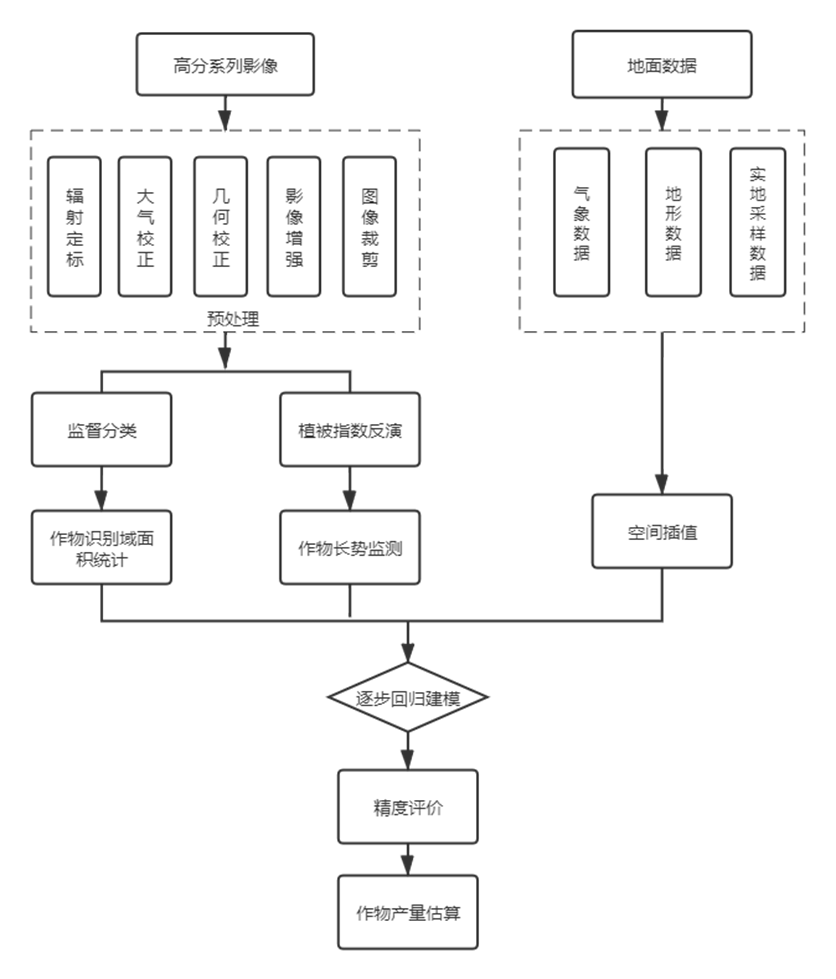 高分系列影像
地面数据
辐射定标
大气校正
几何校正
影像增强
图像裁剪
预处理
气象数据
地形数据
实地采样数据
监督分类
植被指数反演
作物识别域面
积统计
作物长势监测
空间插值
逐步回归建模
精度评价
作物产量估算